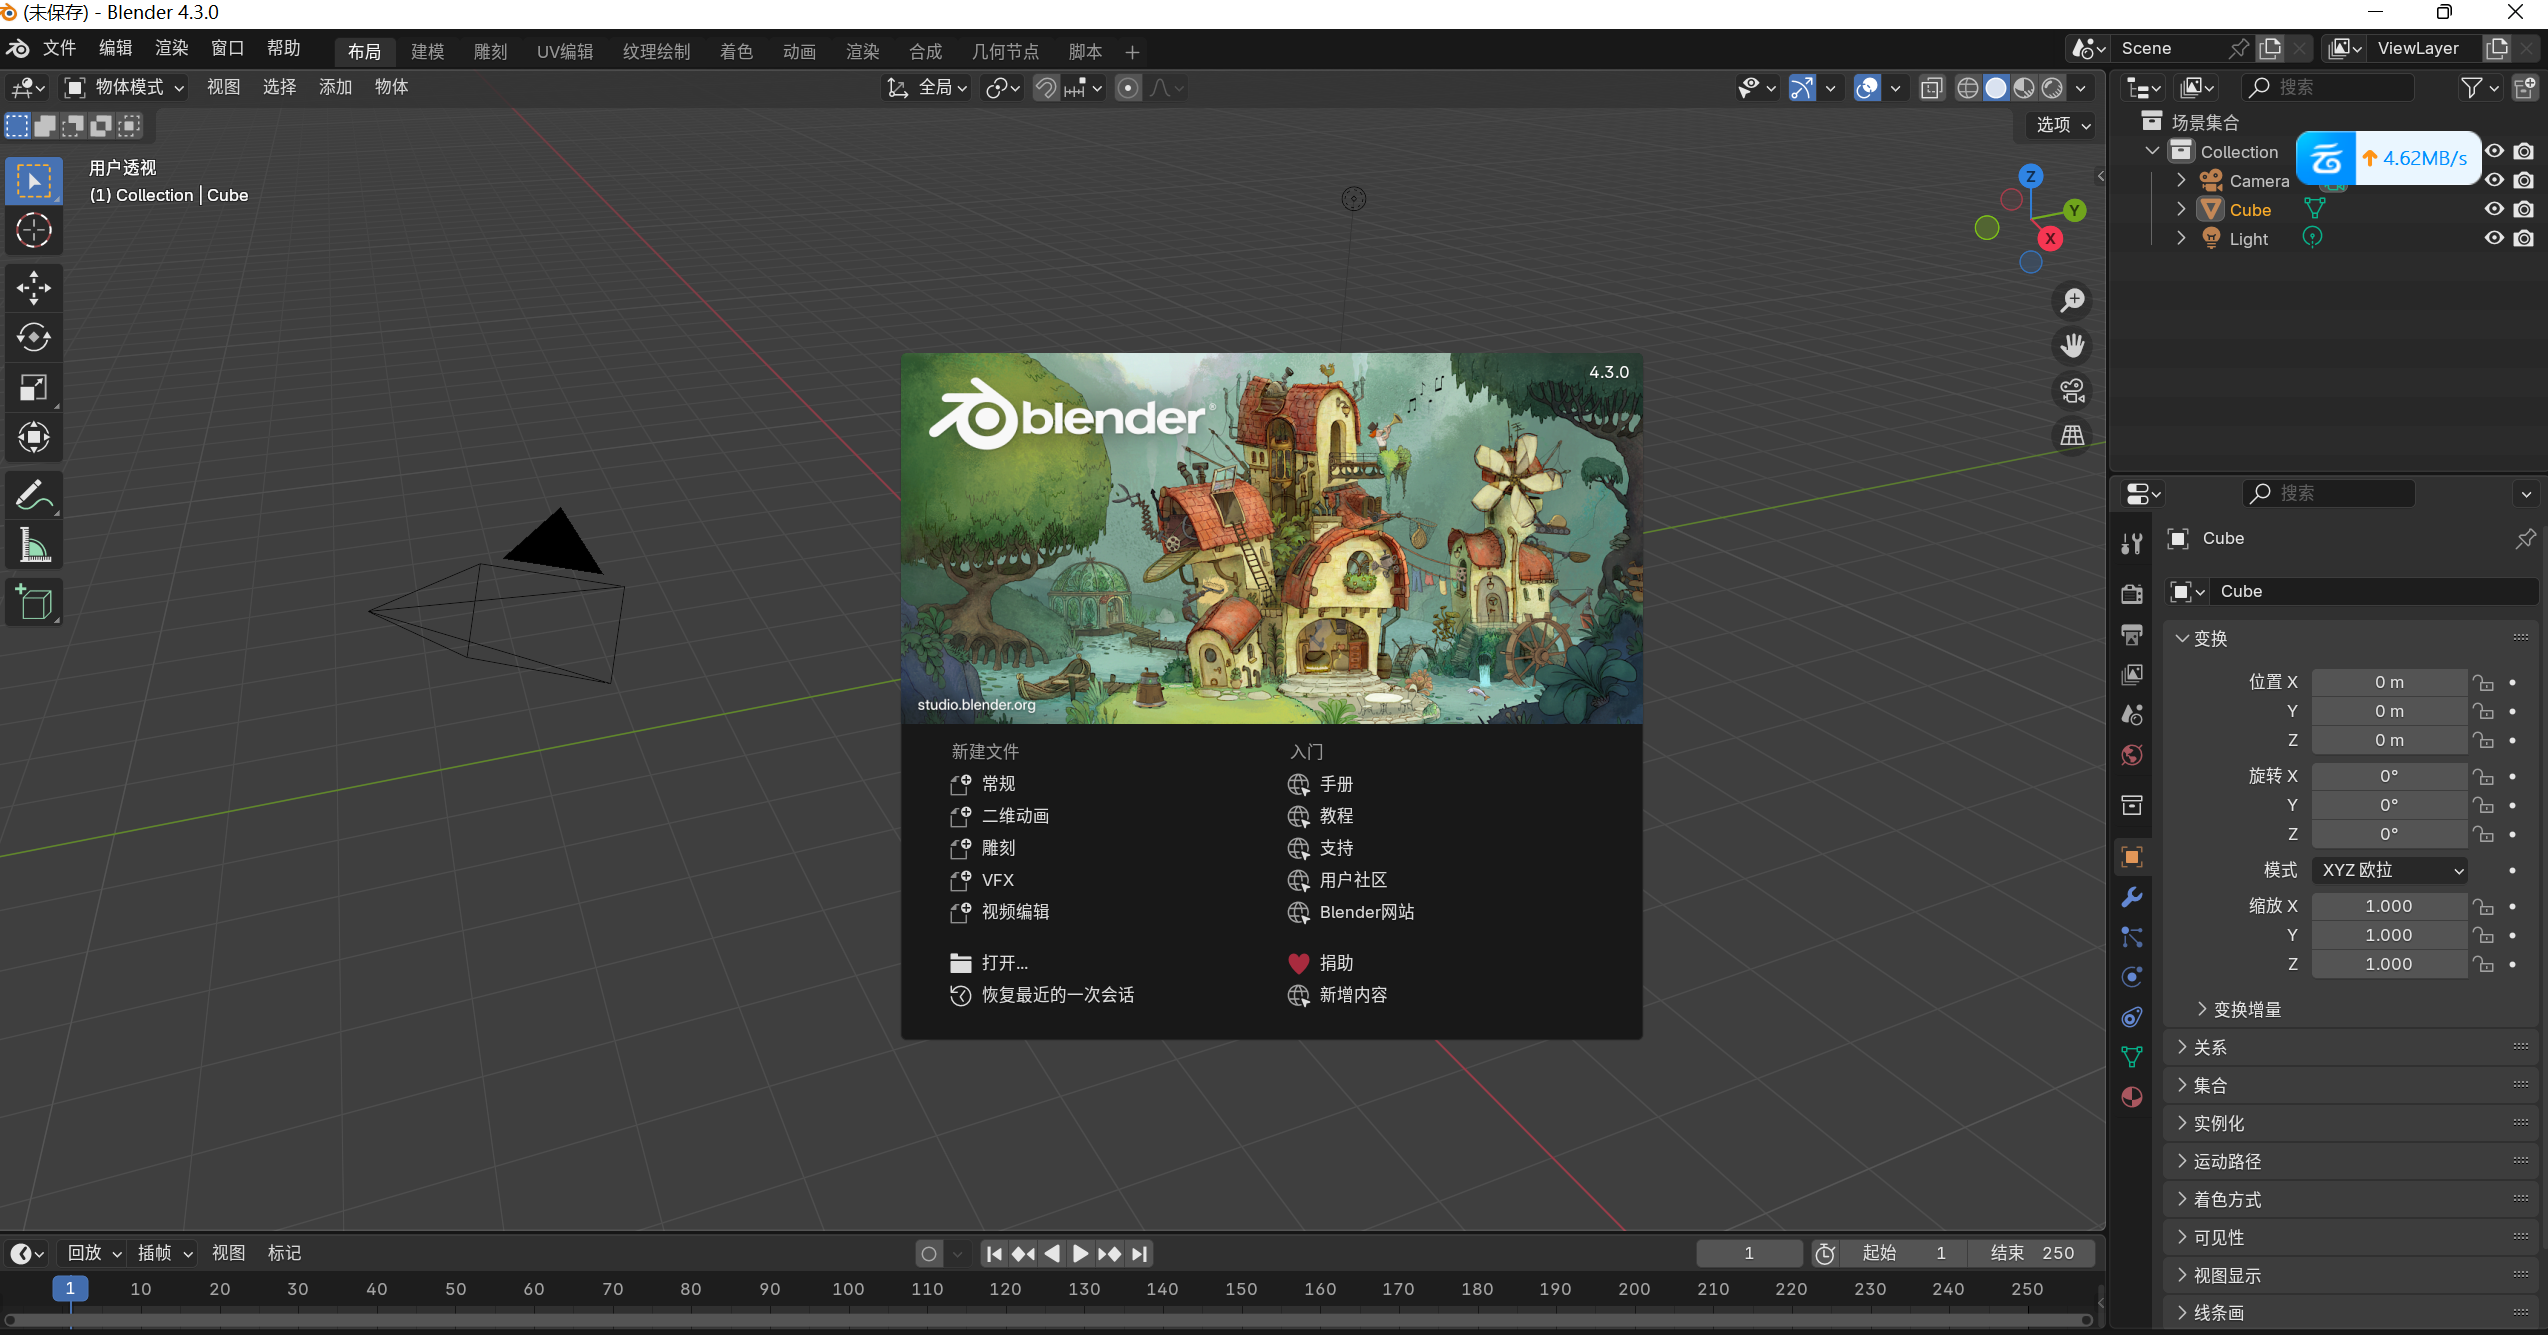 (未保存) - Blender 4.3.0
文件 编辑 渲染 窗口 帮助 布局 建模 雕刻 UV编辑 纹理绘制 着色 动画 渲染 合成 几何节点 脚本 + Scene ViewLayer
物体模式 视图 选择 添加 物体 全局 搜索
选项
用户透视
(1) Collection | Cube
场景集合
Collection
4.62MB/s
Camera
Cube
Light
Z
Y
X
blender
4.3.0
studio.blender.org
新建文件
常规
二维动画
雕刻
VFX
视频编辑
打开...
恢复最近的一次会话
入门
手册
教程
支持
用户社区
Blender网站
捐助
新增内容
搜索
Cube
Cube
变换
位置 X 0 m
Y 0 m
Z 0 m
旋转 X 0°
Y 0°
Z 0°
模式 XYZ 欧拉
缩放 X 1.000
Y 1.000
Z 1.000
变换增量
关系
集合
实例化
运动路径
着色方式
可见性
视图显示
线条画
回放 插帧 视图 标记 1 起始 1 结束 250
1 10 20 30 40 50 60 70 80 90 100 110 120 130 140 150 160 170 180 190 200 210 220 230 240 250